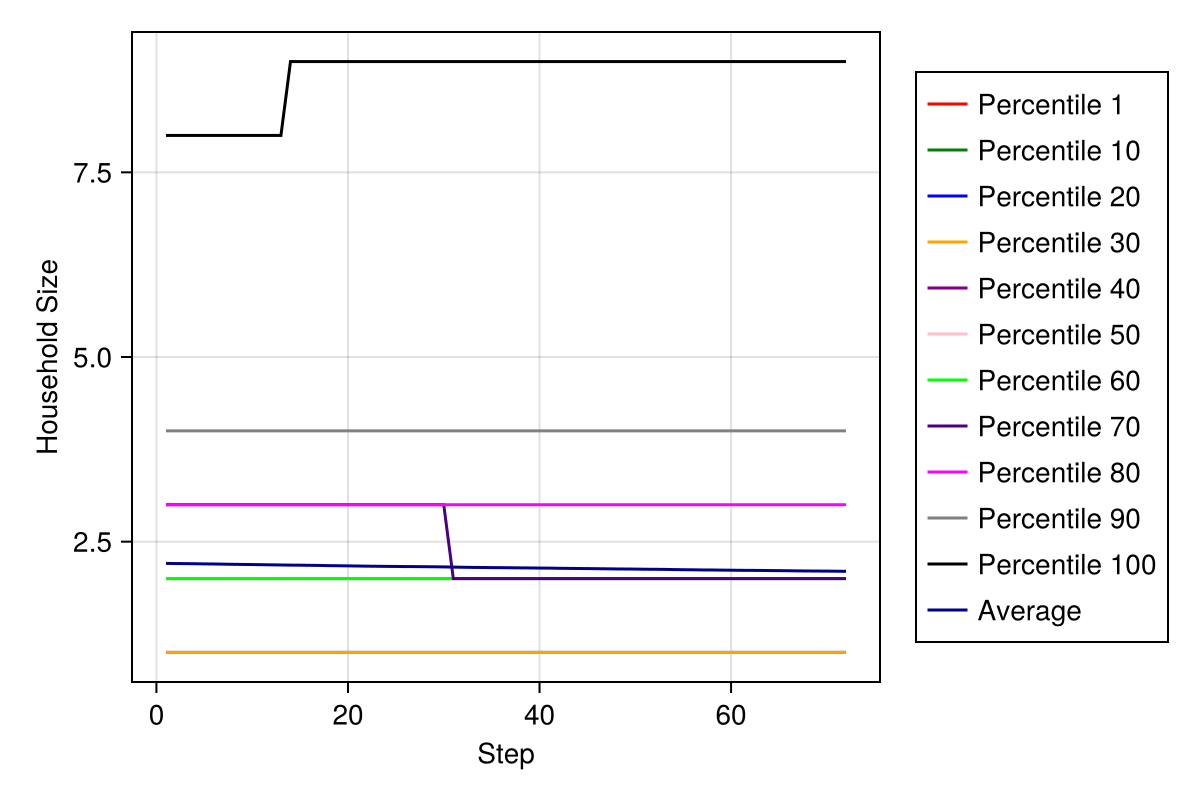 7.5
5.0
2.5
Household Size
0
20
40
60
Step
Percentile 1
Percentile 10
Percentile 20
Percentile 30
Percentile 40
Percentile 50
Percentile 60
Percentile 70
Percentile 80
Percentile 90
Percentile 100
Average